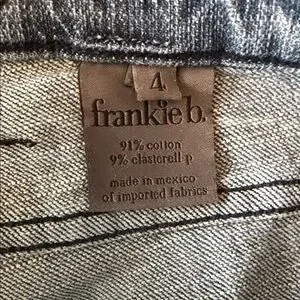 4
frankie b.
91% cotton
9% elasterell-p
made in mexico
of imported fabrics